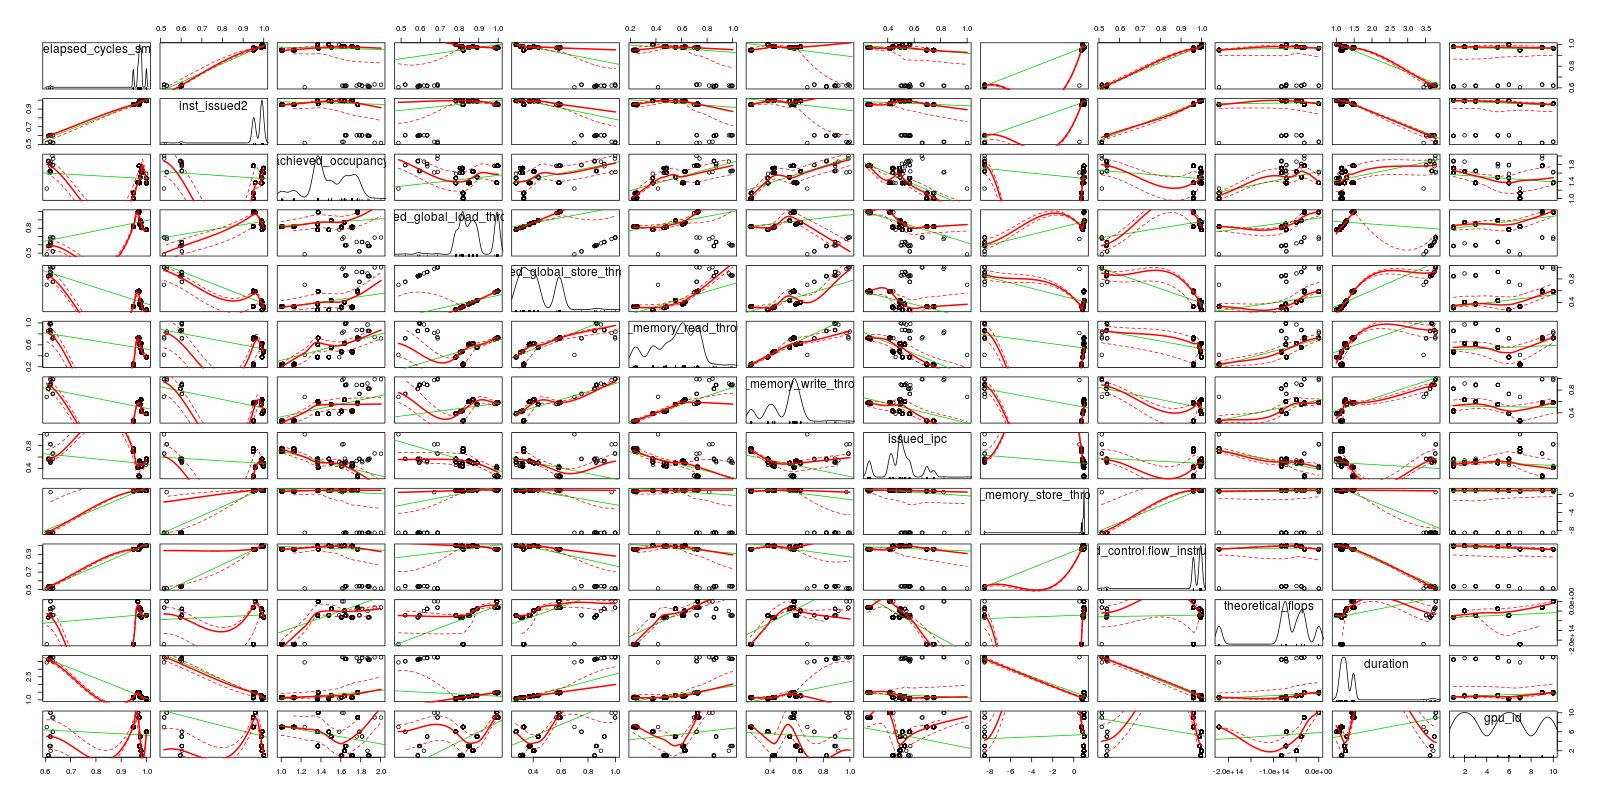 0.5 0.6 0.7 0.8 0.9 1.0
0.5 0.6 0.7 0.8 0.9 1.0
0.2 0.4 0.6 0.8 1.0
0.4 0.6 0.8 1.0
0.5 0.6 0.7 0.8 0.9 1.0
1.0 1.5 2.0 2.5 3.0 3.5
elapsed_cycles_sm
0.6 0.8 1.0
inst_issued2
0.5 0.7 0.9
achieved_occupancy
1.0 1.4 1.8
ed_global_load_thro
0.5 0.8
ed_global_store_thr
0.4 0.8
_memory_read_thro
0.2 0.6 1.0
_memory_write_thro
0.4 0.8
issued_ipc
0.4 0.8
_memory_store_thro
-8 -4 0
d_control.flow_instru
0.5 0.7 0.9
theoretical_flops
-2.0e-14 0.0e+00
duration
1.0 2.5
gpu_id
2 6 10
0.6 0.7 0.8 0.9 1.0
1.0 1.2 1.4 1.6 1.8 2.0
0.4 0.6 0.8 1.0
0.4 0.6 0.8 1.0
-8 -6 -4 -2 0
-2.0e-14 -1.0e-14 0.0e+00
2 4 6 8 10